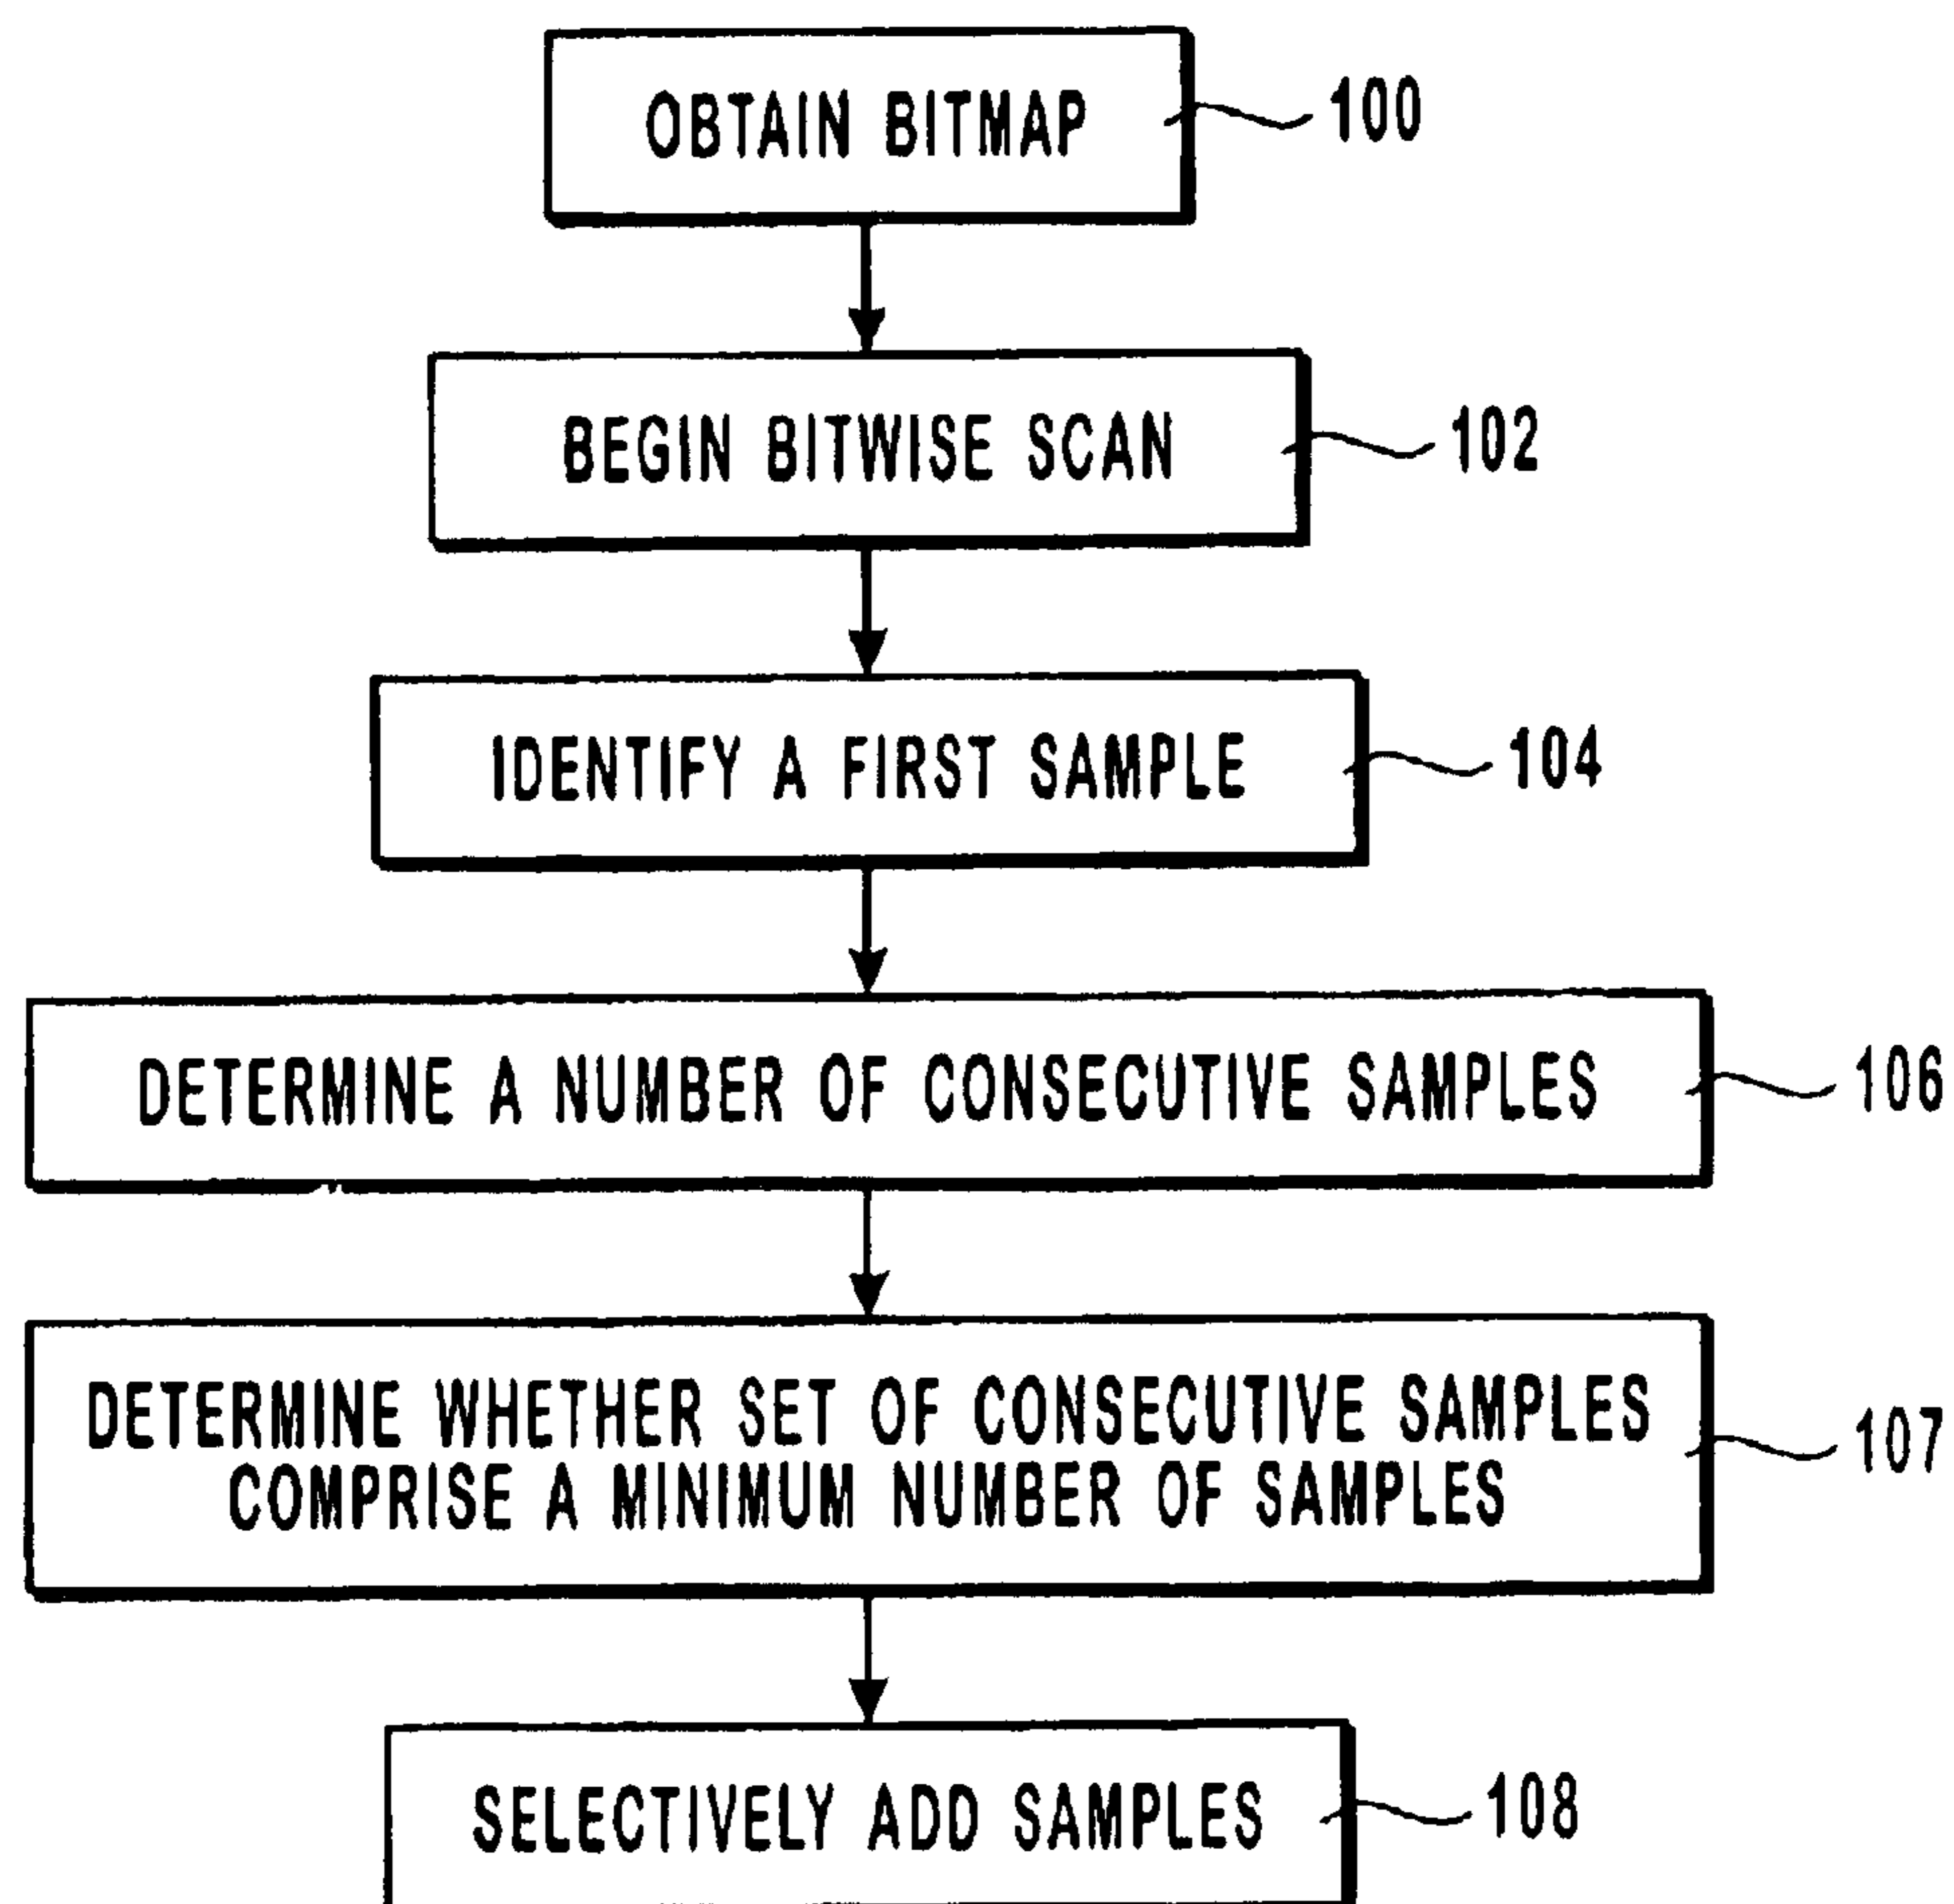 OBTAIN BITMAP 100
BEGIN BITWISE SCAN 102
IDENTIFY A FIRST SAMPLE 104
DETERMINE A NUMBER OF CONSECUTIVE SAMPLES 106
DETERMINE WHETHER SET OF CONSECUTIVE SAMPLES
COMPRISE A MINIMUM NUMBER OF SAMPLES
107
SELECTIVELY ADD SAMPLES 108